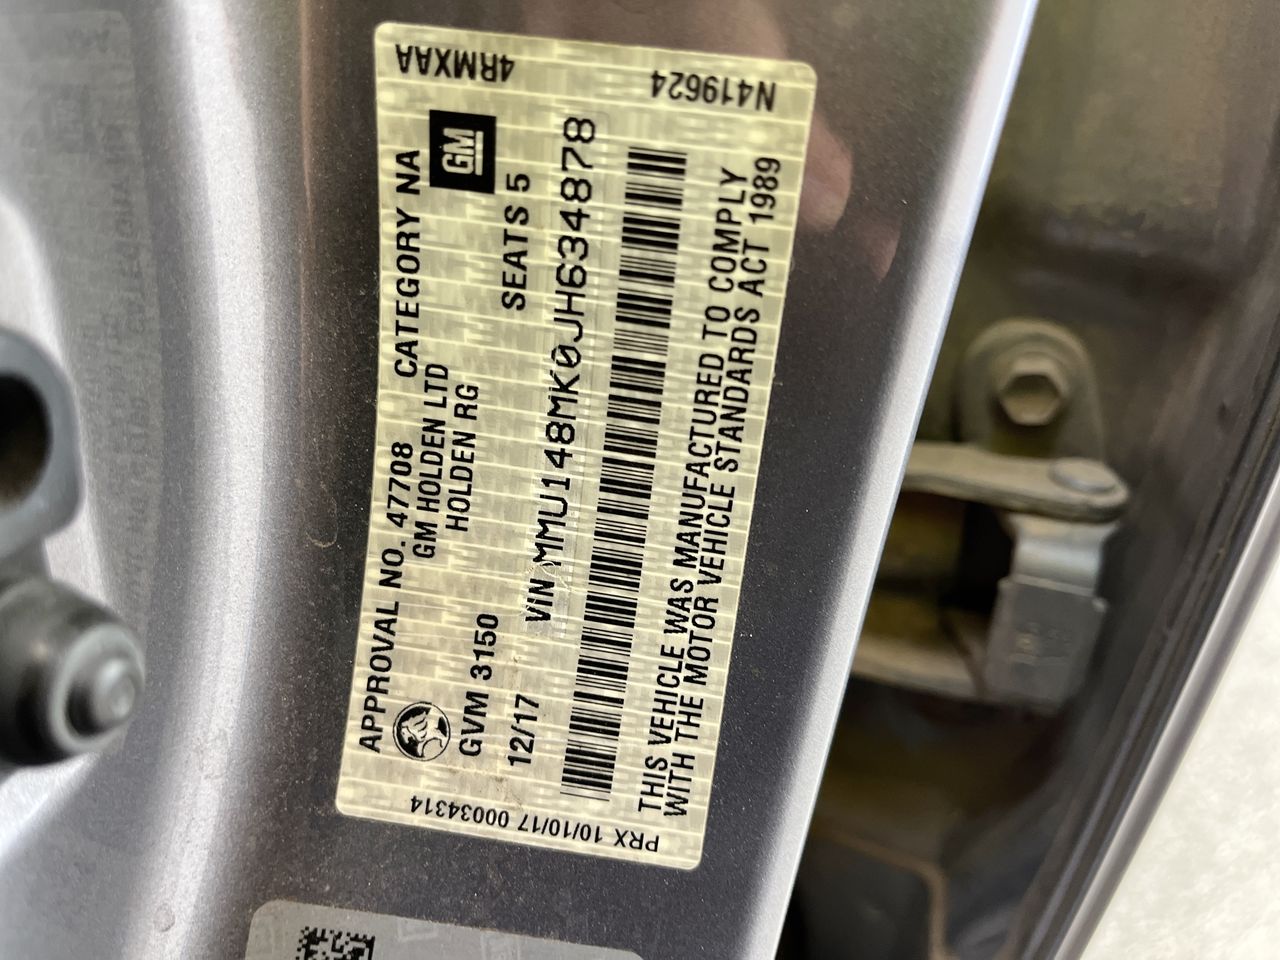 4RMXAA N419624
APPROVAL NO. 47708 CATEGORY NA
GM HOLDEN LTD
HOLDEN RG
GM
GVM 3150 SEATS 5
12/17 VIN MMU148MK0JH634878
THIS VEHICLE WAS MANUFACTURED TO COMPLY
WITH THE MOTOR VEHICLE STANDARDS ACT 1989
PRX 10/10/17 00034314